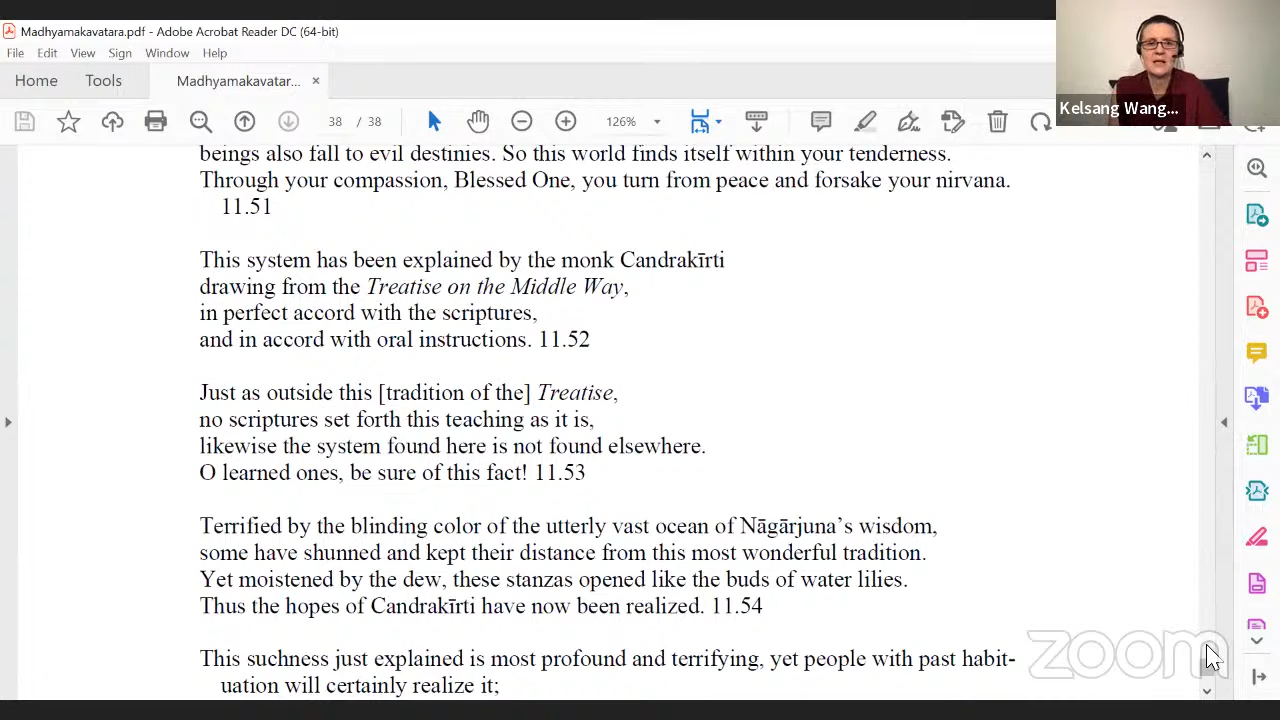 Madhyamakavatara.pdf - Adobe Acrobat Reader DC (64-bit)
File Edit View Sign Window Help
Home Tools Madhyamakavatar...
38 / 38 126%
Kelsang Wang...
beings also fall to evil destinies. So this world finds itself within your tenderness.
Through your compassion, Blessed One, you turn from peace and forsake your nirvana.
11.51
This system has been explained by the monk Candrakīrti
drawing from the Treatise on the Middle Way,
in perfect accord with the scriptures,
and in accord with oral instructions. 11.52
Just as outside this [tradition of the] Treatise,
no scriptures set forth this teaching as it is,
likewise the system found here is not found elsewhere.
O learned ones, be sure of this fact! 11.53
Terrified by the blinding color of the utterly vast ocean of Nāgārjuna’s wisdom,
some have shunned and kept their distance from this most wonderful tradition.
Yet moistened by the dew, these stanzas opened like the buds of water lilies.
Thus the hopes of Candrakīrti have now been realized. 11.54
This suchness just explained is most profound and terrifying, yet people with past habit-
uation will certainly realize it;
zoom